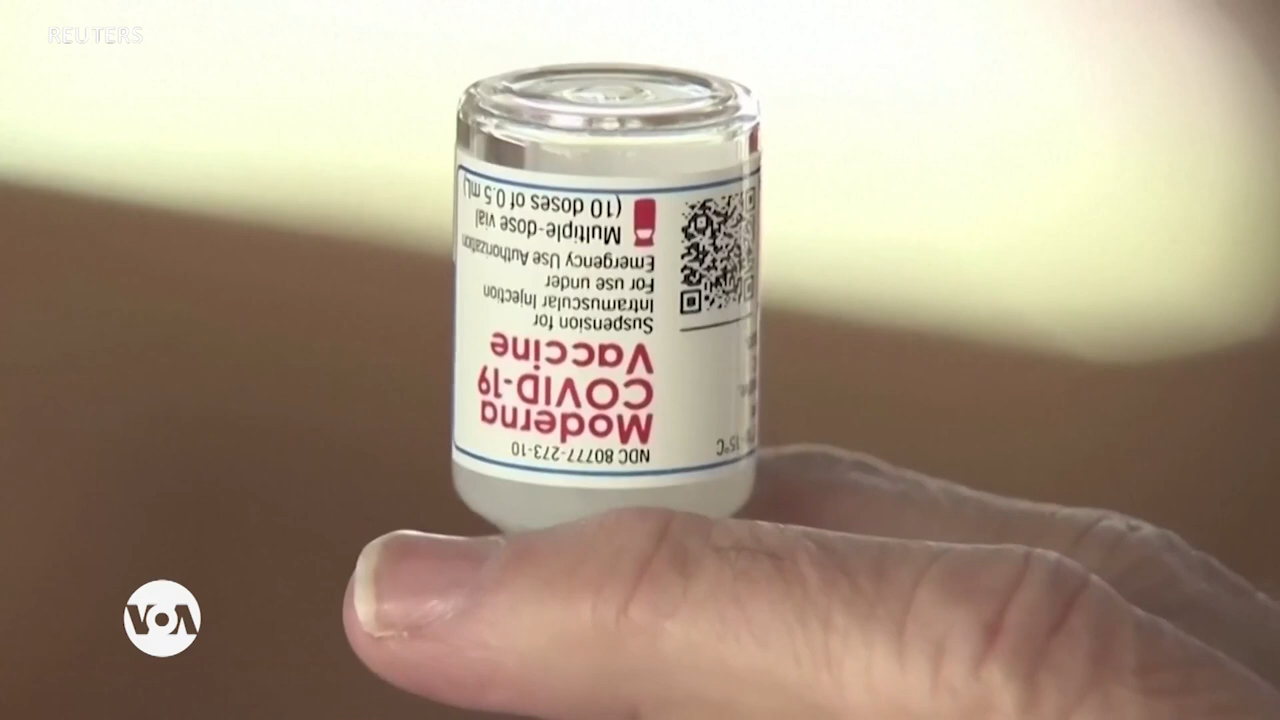 REUTERS
NDC 80777-273-10
Moderna
COVID-19
Vaccine
Suspension for
Intramuscular Injection
For use under
Emergency Use Authorization
Multiple-dose vial
(10 doses of 0.5 mL)
15°C
VOA